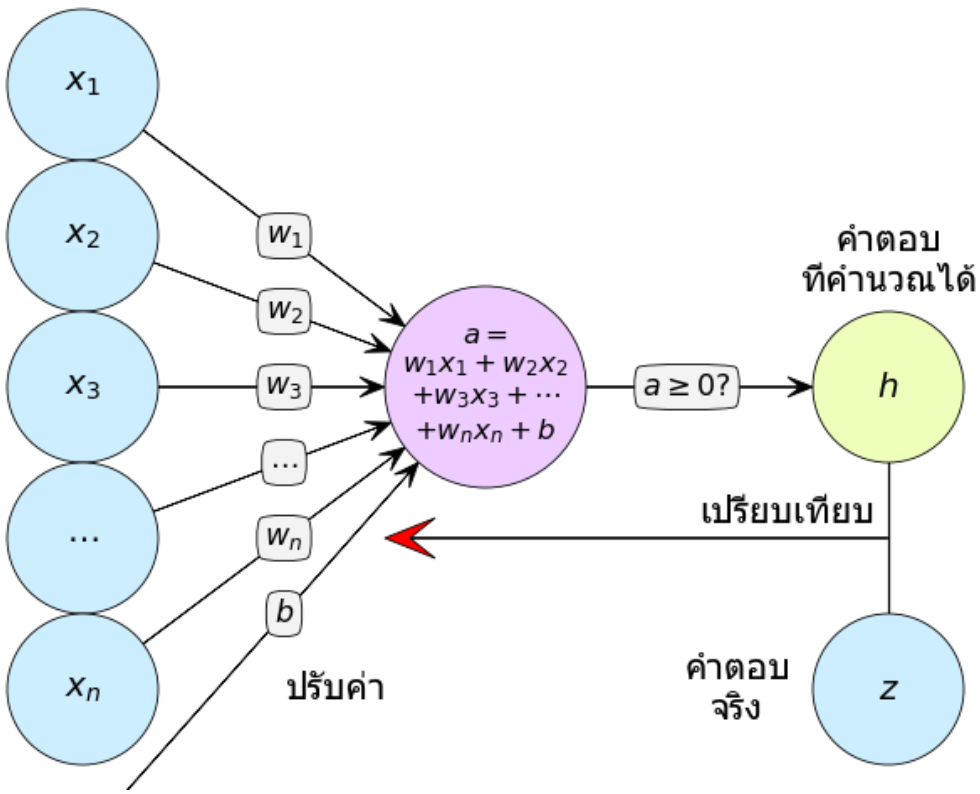 x₁
x₂
x₃
...
xₙ
w₁
w₂
w₃
...
wₙ
b
a =
w₁x₁ + w₂x₂
+w₃x₃ + ⋯
+wₙxₙ + b
a ≥ 0?
คำตอบ
ที่คำนวณได้
h
เปรียบเทียบ
ปรับค่า
คำตอบ
จริง
z